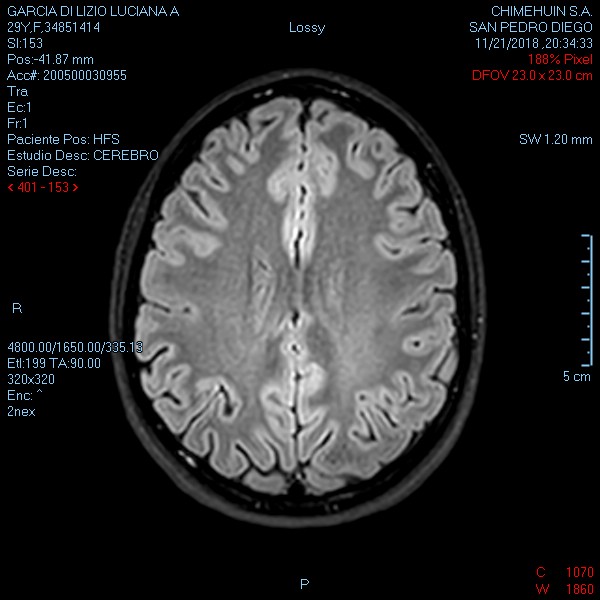 GARCIA DI LIZIO LUCIANA A
29Y,F,34851414
Sl:153
Pos:-41.87 mm
Acc#: 200500030955
Tra
Ec:1
Fr:1
Paciente Pos: HFS
Estudio Desc: CEREBRO
Serie Desc:
< 401 - 153 >
Lossy
CHIMEHUIN S.A.
SAN PEDRO DIEGO
11/21/2018 ,20:34:33
188% Pixel
DFOV 23.0 x 23.0 cm
SW 1.20 mm
R
4800.00/1650.00/335.13
Etl:199 TA:90.00
320x320
Enc: ^
2nex
5 cm
P
C 1070
W 1860